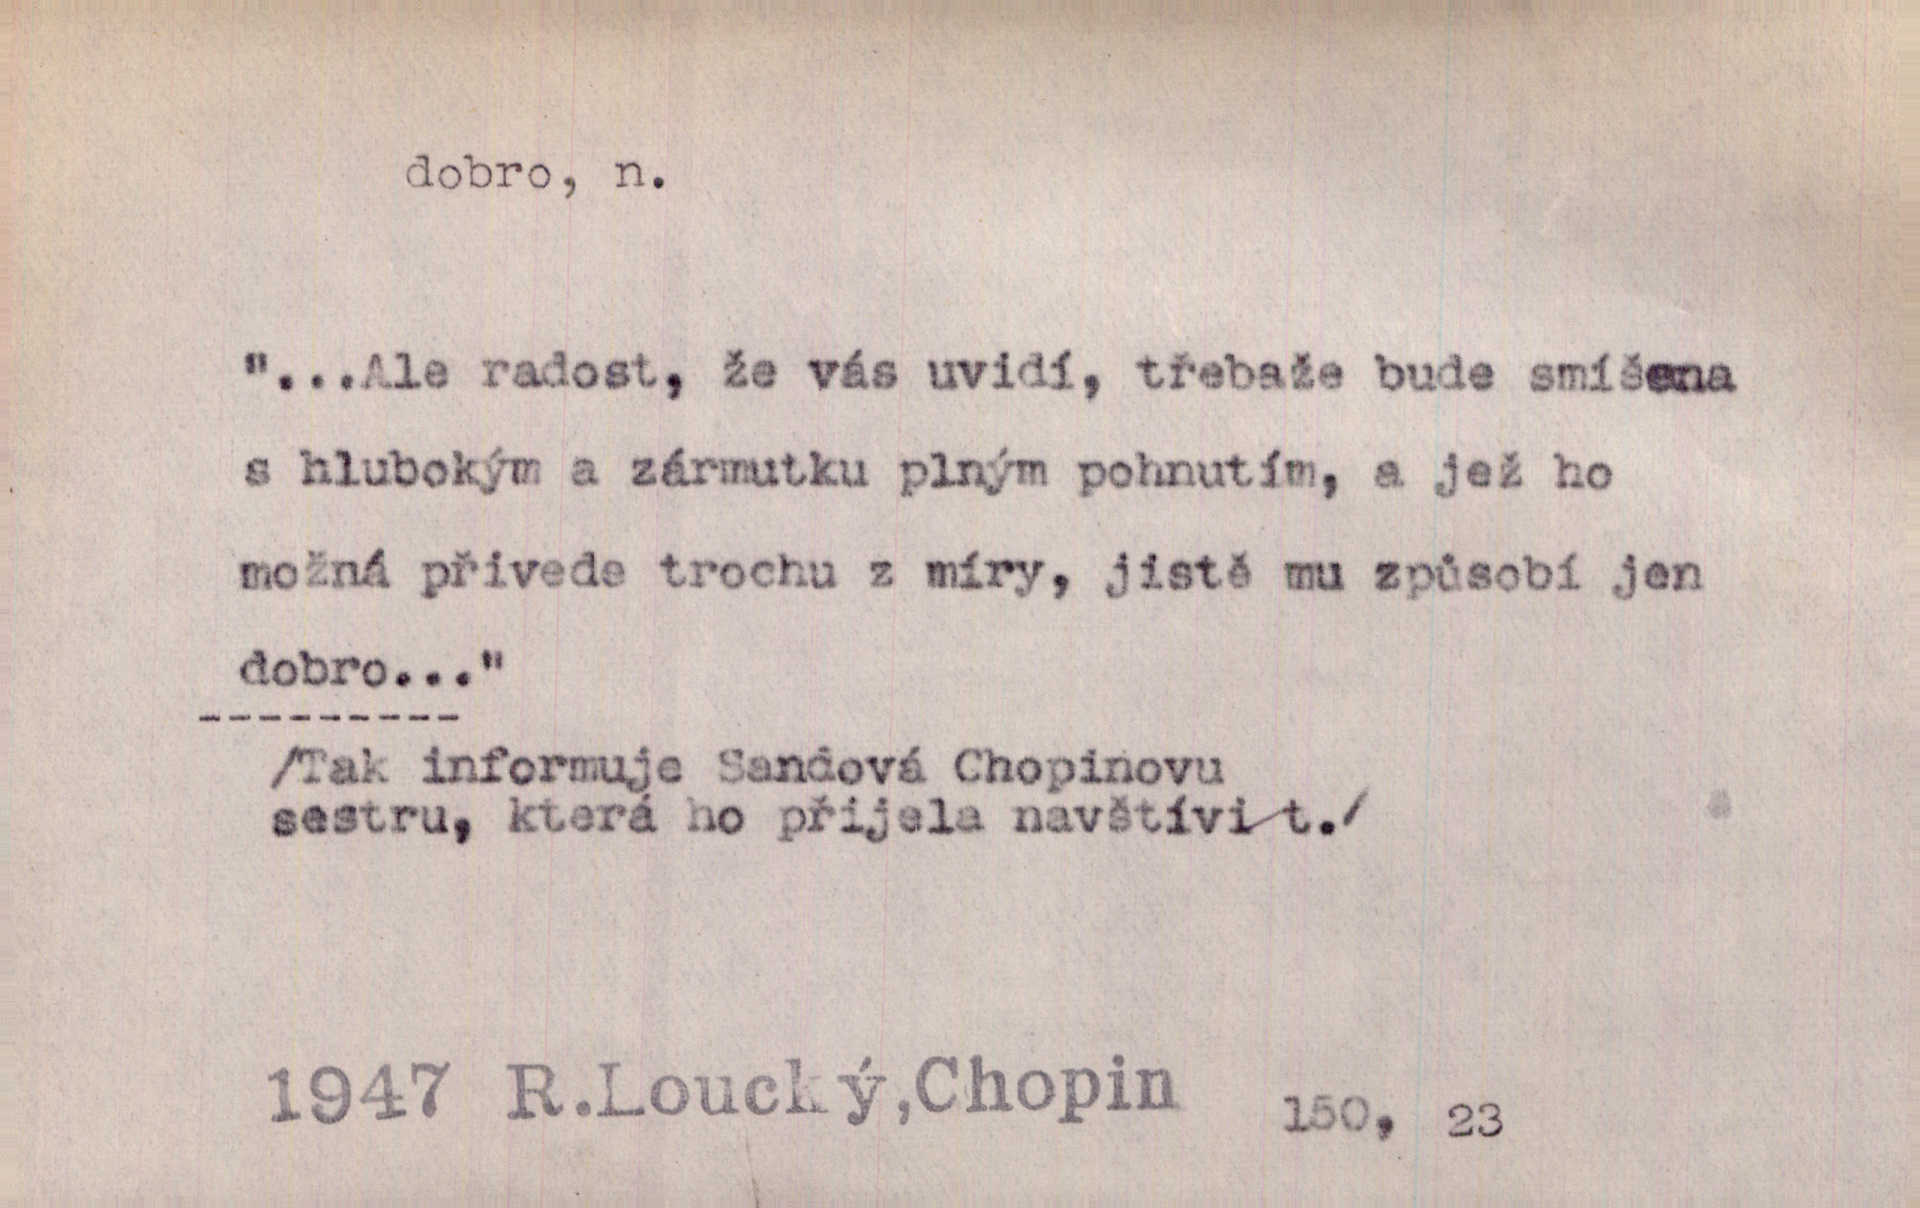 dobro, n.
"...Ale radost, že vás uvidí, třebaže bude smíšena
s hlubokým a zármutku plným pohnutím, a jež ho
možná přivede trochu z míry, jistě mu způsobí jen
dobro..."
---------
/Tak informuje Sandová Chopinovu
sestru, která ho přijela navštívit./
1947 R.Loucký,Chopin 150, 23